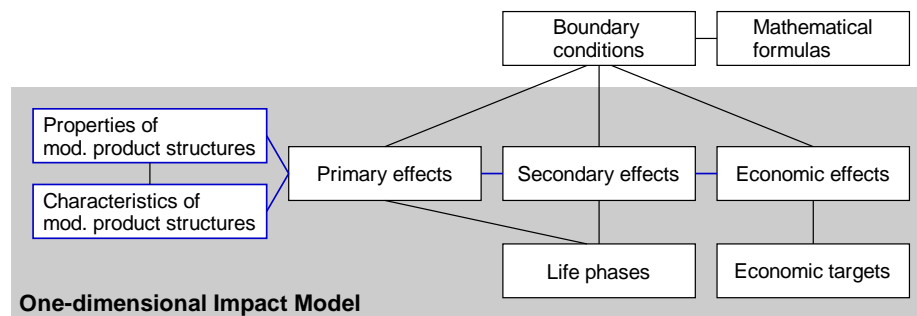 Boundary
conditions
Mathematical
formulas
Properties of
mod. product structures
Characteristics of
mod. product structures
Primary effects
Secondary effects
Economic effects
Life phases
Economic targets
One-dimensional Impact Model